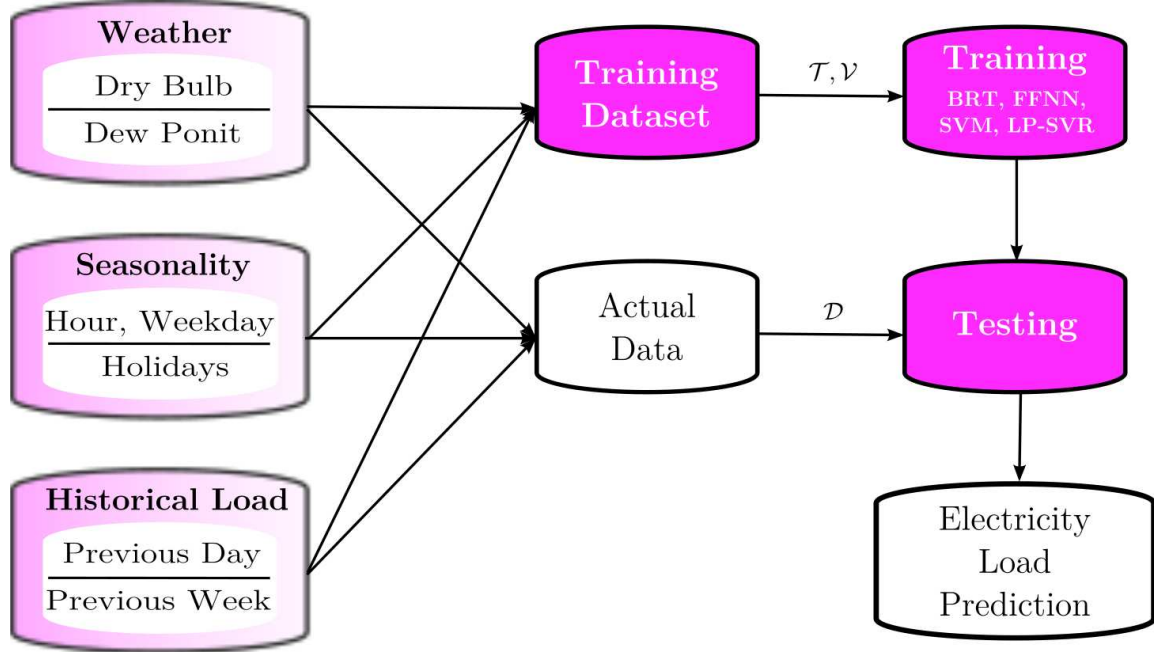 Weather
Dry Bulb
Dew Ponit
Seasonality
Hour, Weekday
Holidays
Historical Load
Previous Day
Previous Week
Training
Dataset
𝒯, 𝒱
Training
BRT, FFNN,
SVM, LP-SVR
Actual
Data
𝒟
Testing
Electricity
Load
Prediction